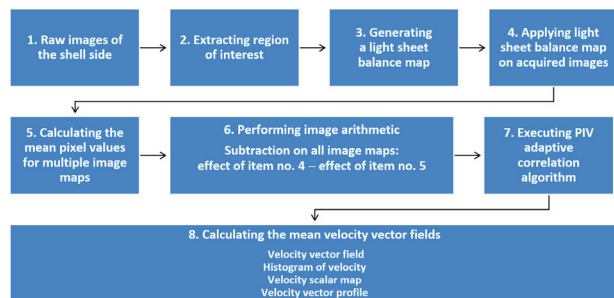 1. Raw images of
the shell side
2. Extracting region
of interest
3. Generating
a light sheet
balance map
4. Applying light
sheet balance map
on acquired images
5. Calculating the
mean pixel values
for multiple image
maps
6. Performing image arithmetic
Subtraction on all image maps:
effect of item no. 4 – effect of item no. 5
7. Executing PIV
adaptive
correlation
algorithm
8. Calculating the mean velocity vector fields
Velocity vector field
Histogram of velocity
Velocity scalar map
Velocity vector profile